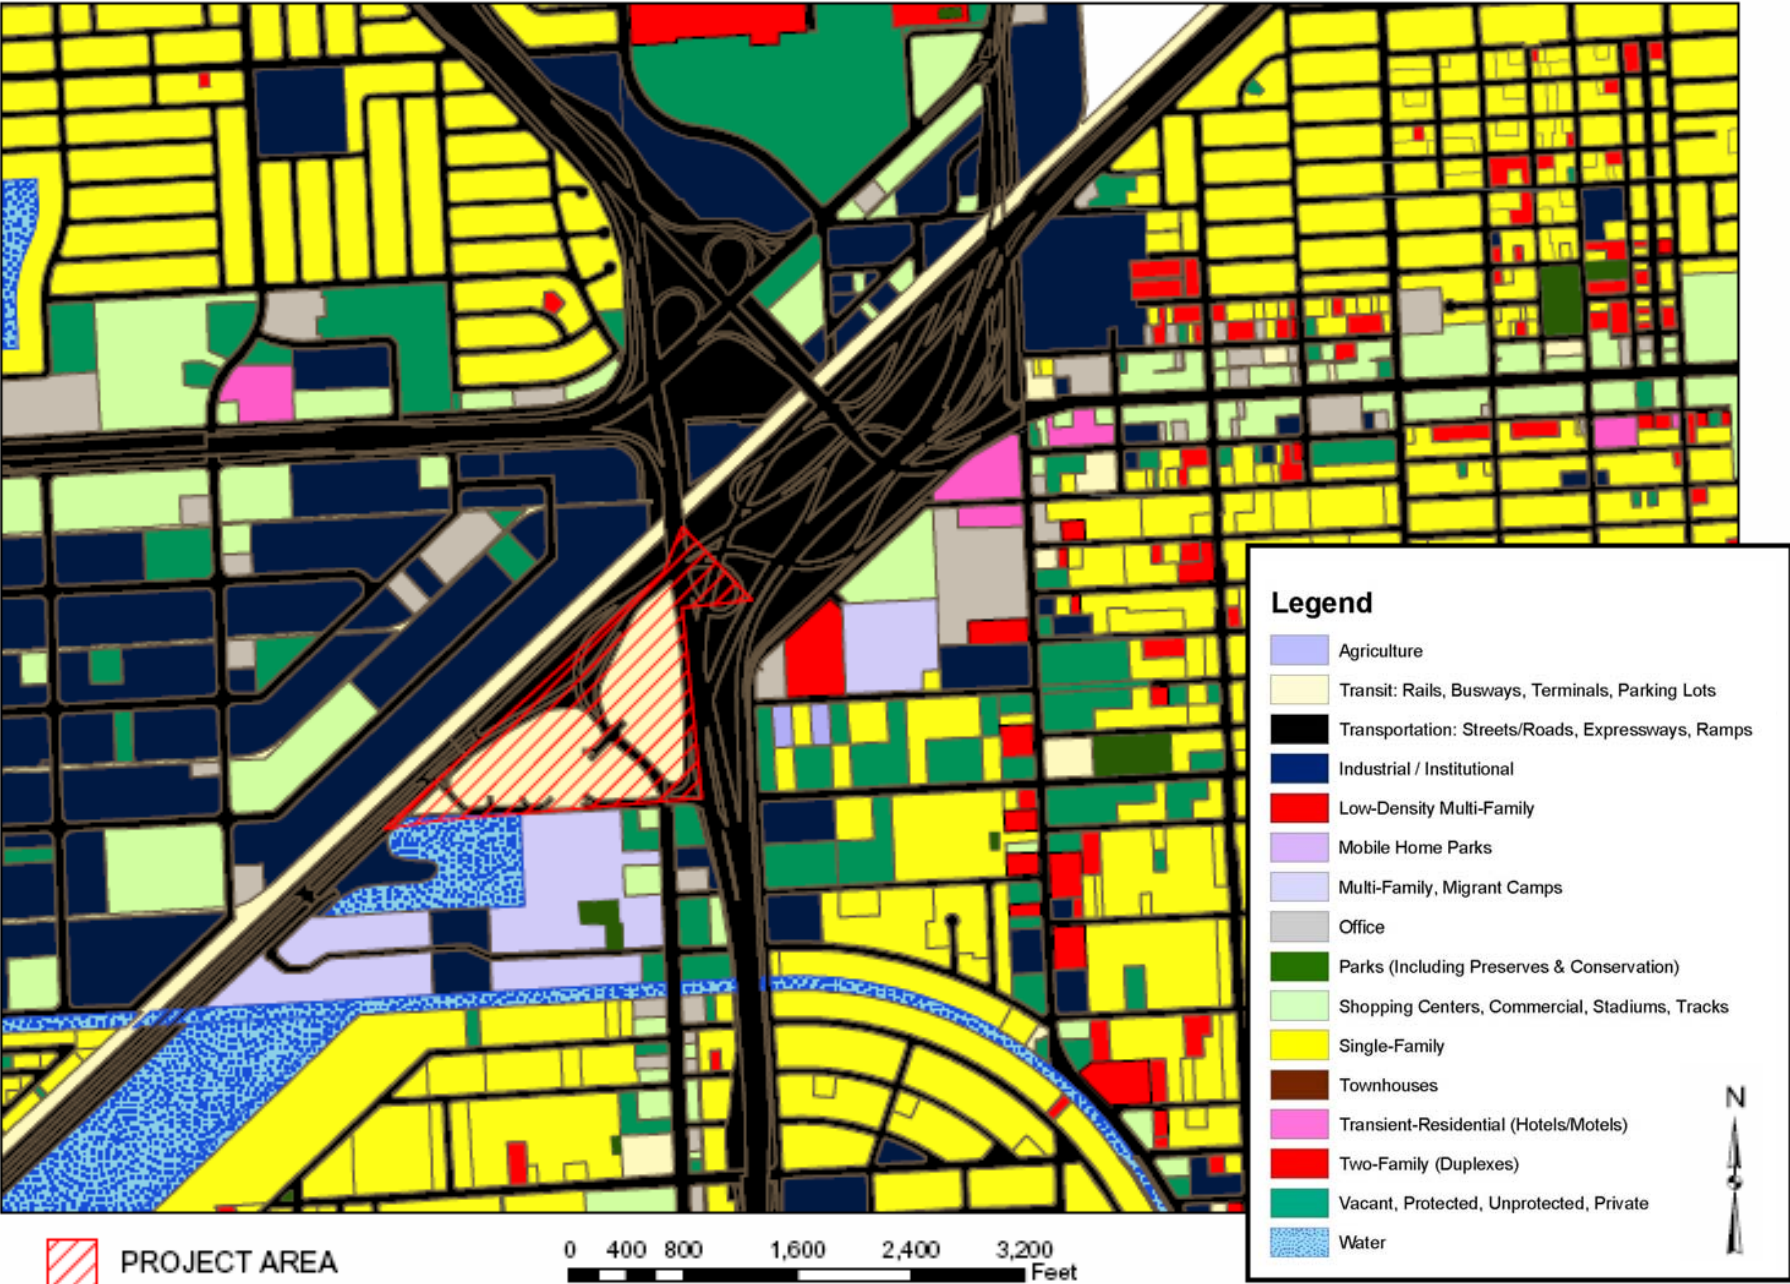 Legend
Agriculture
Transit: Rails, Busways, Terminals, Parking Lots
Transportation: Streets/Roads, Expressways, Ramps
Industrial / Institutional
Low-Density Multi-Family
Mobile Home Parks
Multi-Family, Migrant Camps
Office
Parks (Including Preserves & Conservation)
Shopping Centers, Commercial, Stadiums, Tracks
Single-Family
Townhouses
Transient-Residential (Hotels/Motels)
Two-Family (Duplexes)
Vacant, Protected, Unprotected, Private
Water
N
PROJECT AREA
0 400 800 1,600 2,400 3,200
Feet